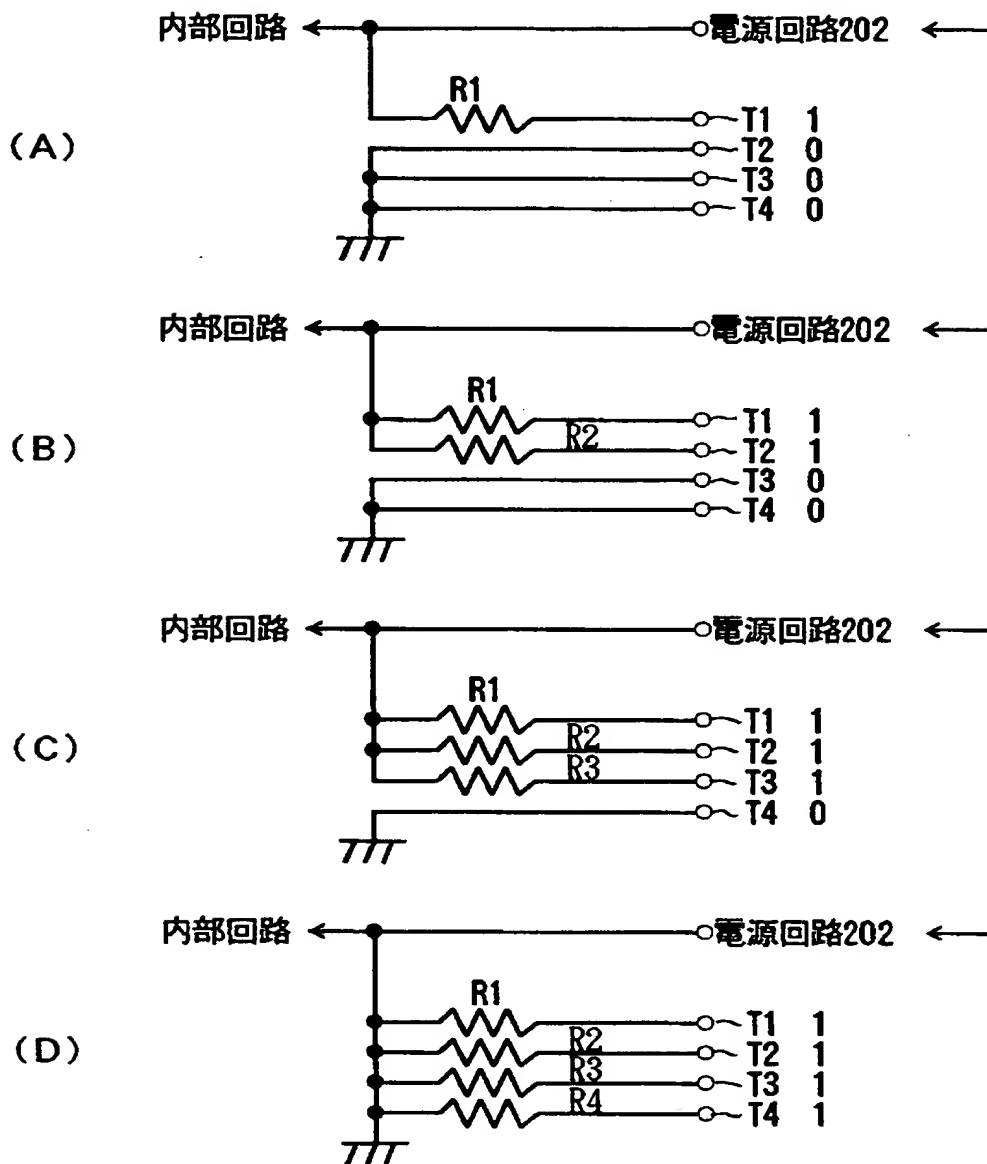 内部回路 電源回路202
(A)
R1
T1 1
T2 0
T3 0
T4 0
内部回路 電源回路202
(B)
R1
T1 1
R2
T2 1
T3 0
T4 0
内部回路 電源回路202
(C)
R1
T1 1
R2
T2 1
R3
T3 1
T4 0
内部回路 電源回路202
(D)
R1
T1 1
R2
T2 1
R3
T3 1
R4
T4 1